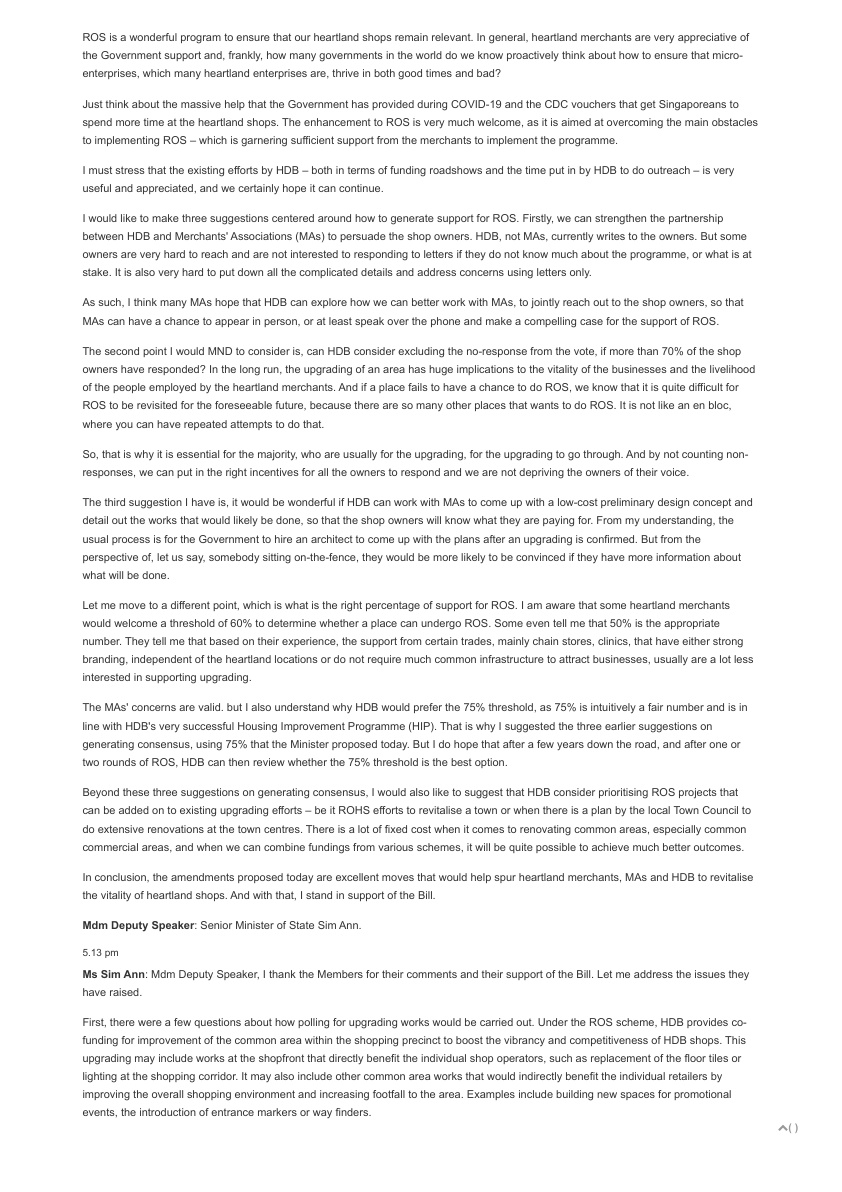 ROS is a wonderful program to ensure that our heartland shops remain relevant. In general, heartland merchants are very appreciative of
the Government support and, frankly, how many governments in the world do we know proactively think about how to ensure that micro-
enterprises, which many heartland enterprises are, thrive in both good times and bad?
Just think about the massive help that the Government has provided during COVID-19 and the CDC vouchers that get Singaporeans to
spend more time at the heartland shops. The enhancement to ROS is very much welcome, as it is aimed at overcoming the main obstacles
to implementing ROS – which is garnering sufficient support from the merchants to implement the programme.
I must stress that the existing efforts by HDB – both in terms of funding roadshows and the time put in by HDB to do outreach – is very
useful and appreciated, and we certainly hope it can continue.
I would like to make three suggestions centered around how to generate support for ROS. Firstly, we can strengthen the partnership
between HDB and Merchants' Associations (MAs) to persuade the shop owners. HDB, not MAs, currently writes to the owners. But some
owners are very hard to reach and are not interested to responding to letters if they do not know much about the programme, or what is at
stake. It is also very hard to put down all the complicated details and address concerns using letters only.
As such, I think many MAs hope that HDB can explore how we can better work with MAs, to jointly reach out to the shop owners, so that
MAs can have a chance to appear in person, or at least speak over the phone and make a compelling case for the support of ROS.
The second point I would MND to consider is, can HDB consider excluding the no-response from the vote, if more than 70% of the shop
owners have responded? In the long run, the upgrading of an area has huge implications to the vitality of the businesses and the livelihood
of the people employed by the heartland merchants. And if a place fails to have a chance to do ROS, we know that it is quite difficult for
ROS to be revisited for the foreseeable future, because there are so many other places that wants to do ROS. It is not like an en bloc,
where you can have repeated attempts to do that.
So, that is why it is essential for the majority, who are usually for the upgrading, for the upgrading to go through. And by not counting non-
responses, we can put in the right incentives for all the owners to respond and we are not depriving the owners of their voice.
The third suggestion I have is, it would be wonderful if HDB can work with MAs to come up with a low-cost preliminary design concept and
detail out the works that would likely be done, so that the shop owners will know what they are paying for. From my understanding, the
usual process is for the Government to hire an architect to come up with the plans after an upgrading is confirmed. But from the
perspective of, let us say, somebody sitting on-the-fence, they would be more likely to be convinced if they have more information about
what will be done.
Let me move to a different point, which is what is the right percentage of support for ROS. I am aware that some heartland merchants
would welcome a threshold of 60% to determine whether a place can undergo ROS. Some even tell me that 50% is the appropriate
number. They tell me that based on their experience, the support from certain trades, mainly chain stores, clinics, that have either strong
branding, independent of the heartland locations or do not require much common infrastructure to attract businesses, usually are a lot less
interested in supporting upgrading.
The MAs' concerns are valid. but I also understand why HDB would prefer the 75% threshold, as 75% is intuitively a fair number and is in
line with HDB's very successful Housing Improvement Programme (HIP). That is why I suggested the three earlier suggestions on
generating consensus, using 75% that the Minister proposed today. But I do hope that after a few years down the road, and after one or
two rounds of ROS, HDB can then review whether the 75% threshold is the best option.
Beyond these three suggestions on generating consensus, I would also like to suggest that HDB consider prioritising ROS projects that
can be added on to existing upgrading efforts – be it ROHS efforts to revitalise a town or when there is a plan by the local Town Council to
do extensive renovations at the town centres. There is a lot of fixed cost when it comes to renovating common areas, especially common
commercial areas, and when we can combine fundings from various schemes, it will be quite possible to achieve much better outcomes.
In conclusion, the amendments proposed today are excellent moves that would help spur heartland merchants, MAs and HDB to revitalise
the vitality of heartland shops. And with that, I stand in support of the Bill.
Mdm Deputy Speaker: Senior Minister of State Sim Ann.
5.13 pm
Ms Sim Ann: Mdm Deputy Speaker, I thank the Members for their comments and their support of the Bill. Let me address the issues they
have raised.
First, there were a few questions about how polling for upgrading works would be carried out. Under the ROS scheme, HDB provides co-
funding for improvement of the common area within the shopping precinct to boost the vibrancy and competitiveness of HDB shops. This
upgrading may include works at the shopfront that directly benefit the individual shop operators, such as replacement of the floor tiles or
lighting at the shopping corridor. It may also include other common area works that would indirectly benefit the individual retailers by
improving the overall shopping environment and increasing footfall to the area. Examples include building new spaces for promotional
events, the introduction of entrance markers or way finders.
( )